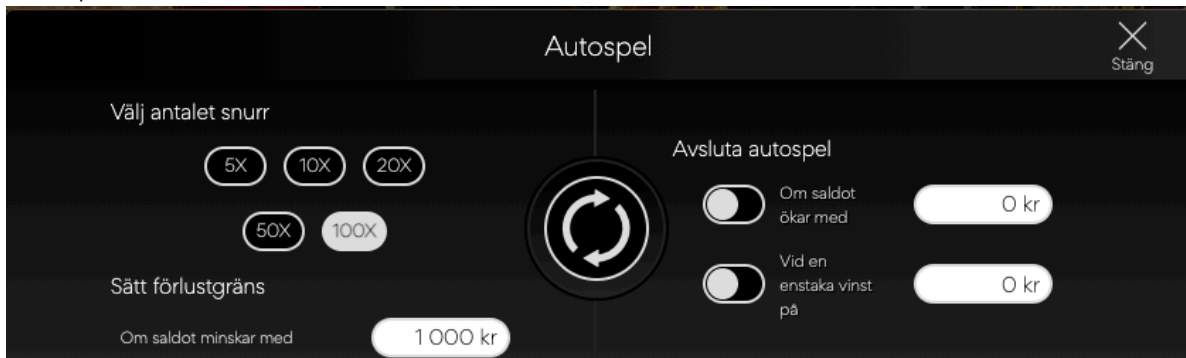 Autospel
Stäng
Välj antalet snurr
5X 10X 20X
50X 100X
Sätt förlustgräns
Om saldot minskar med 1 000 kr
Avsluta autospel
Om saldot
ökar med
0 kr
Vid en
enstaka vinst
på
0 kr